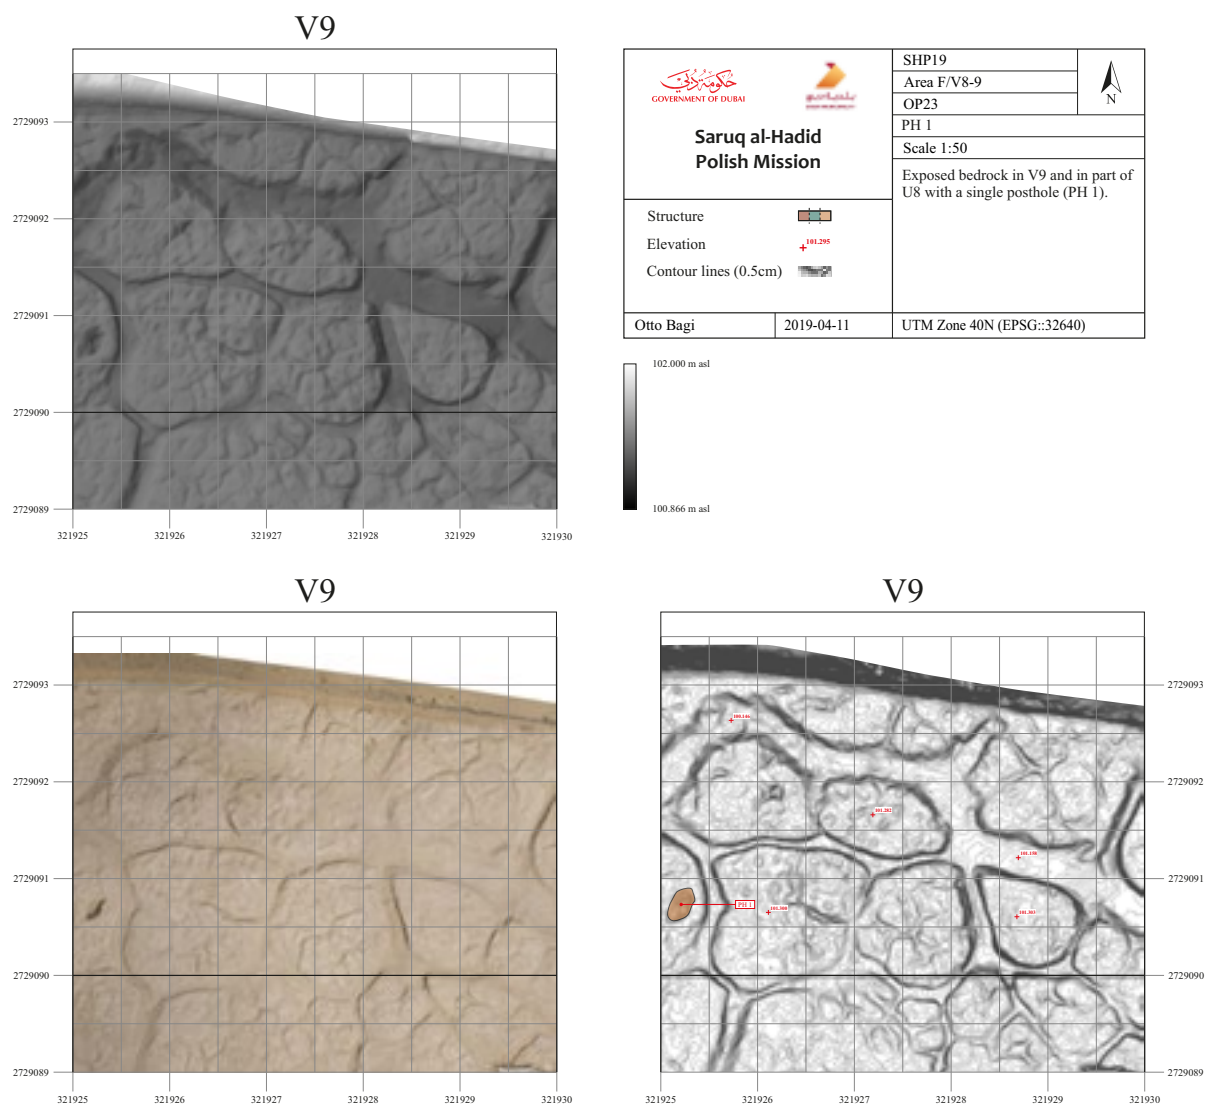 V9
2729093
2729092
2729091
2729090
2729089
321925 321926 321927 321928 321929 321930
حكومة دبي
GOVERNMENT OF DUBAI
Saruq al-Hadid
Polish Mission
SHP19
Area F/V8-9
OP23
N
PH 1
Scale 1:50
Exposed bedrock in V9 and in part of
U8 with a single posthole (PH 1).
Structure
Elevation
101.295
Contour lines (0.5cm)
Otto Bagi
2019-04-11
UTM Zone 40N (EPSG::32640)
102.000 m asl
100.866 m asl
V9
2729093
2729092
2729091
2729090
2729089
321925 321926 321927 321928 321929 321930
V9
2729093
2729092
2729091
2729090
2729089
PH 1
321925 321926 321927 321928 321929 321930